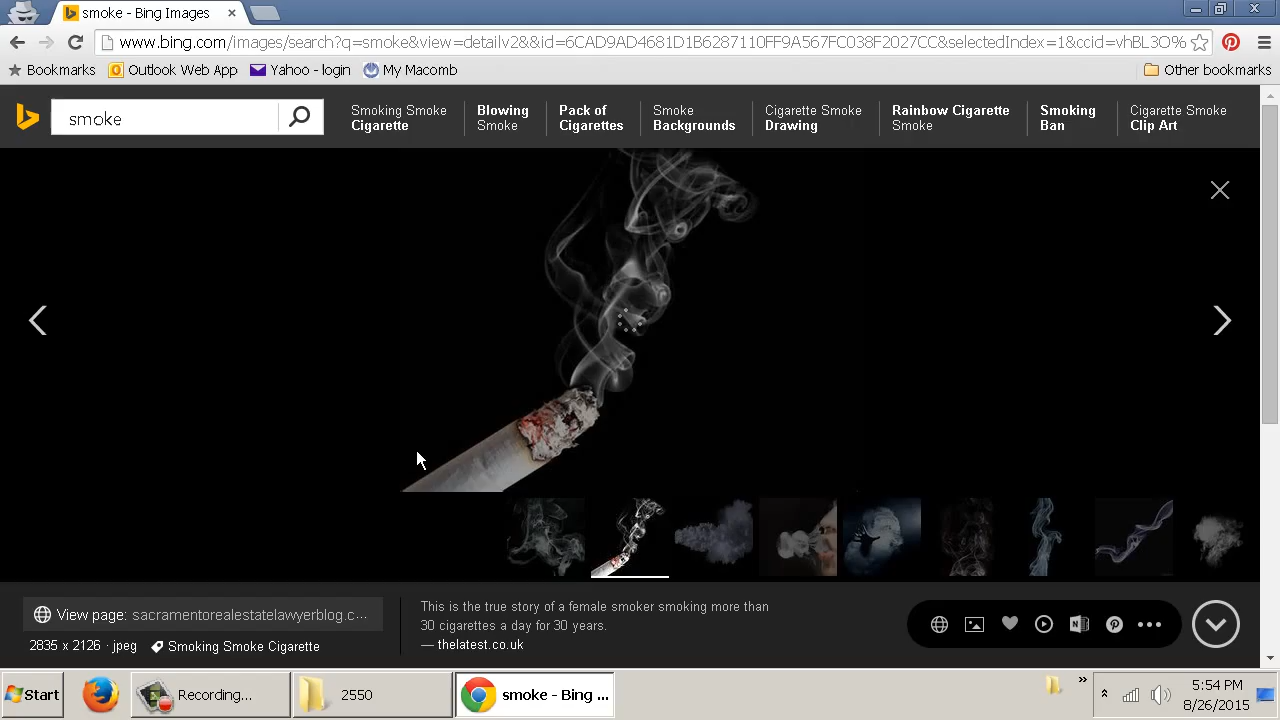 smoke - Bing Images
www.bing.com/images/search?q=smoke&view=detailv2&&id=6CAD9AD4681D1B6287110FF9A567FC038F2027CC&selectedIndex=1&ccid=vhBL3O%
Bookmarks
Outlook Web App
Yahoo - login
My Macomb
Other bookmarks
smoke
Smoking Smoke
Cigarette
Blowing
Smoke
Pack of
Cigarettes
Smoke
Backgrounds
Cigarette Smoke
Drawing
Rainbow Cigarette
Smoke
Smoking
Ban
Cigarette Smoke
Clip Art
View page: sacramentorealestatelawyerblog.c...
2835 x 2126 · jpeg
Smoking Smoke Cigarette
This is the true story of a female smoker smoking more than
30 cigarettes a day for 30 years.
— thelatest.co.uk
Start
Recording...
2550
smoke - Bing ...
5:54 PM
8/26/2015